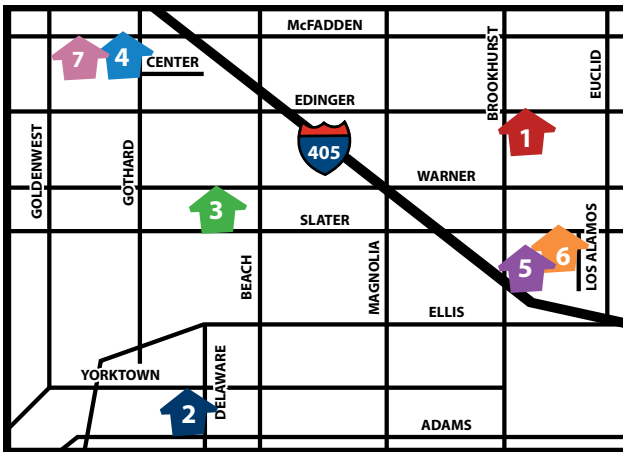 McFADDEN
7
4
CENTER
BROOKHURST
EUCLID
EDINGER
1
405
GOLDENWEST
GOTHARD
WARNER
3
SLATER
BEACH
MAGNOLIA
5
6
LOS ALAMOS
ELLIS
YORKTOWN
DELAWARE
2
ADAMS